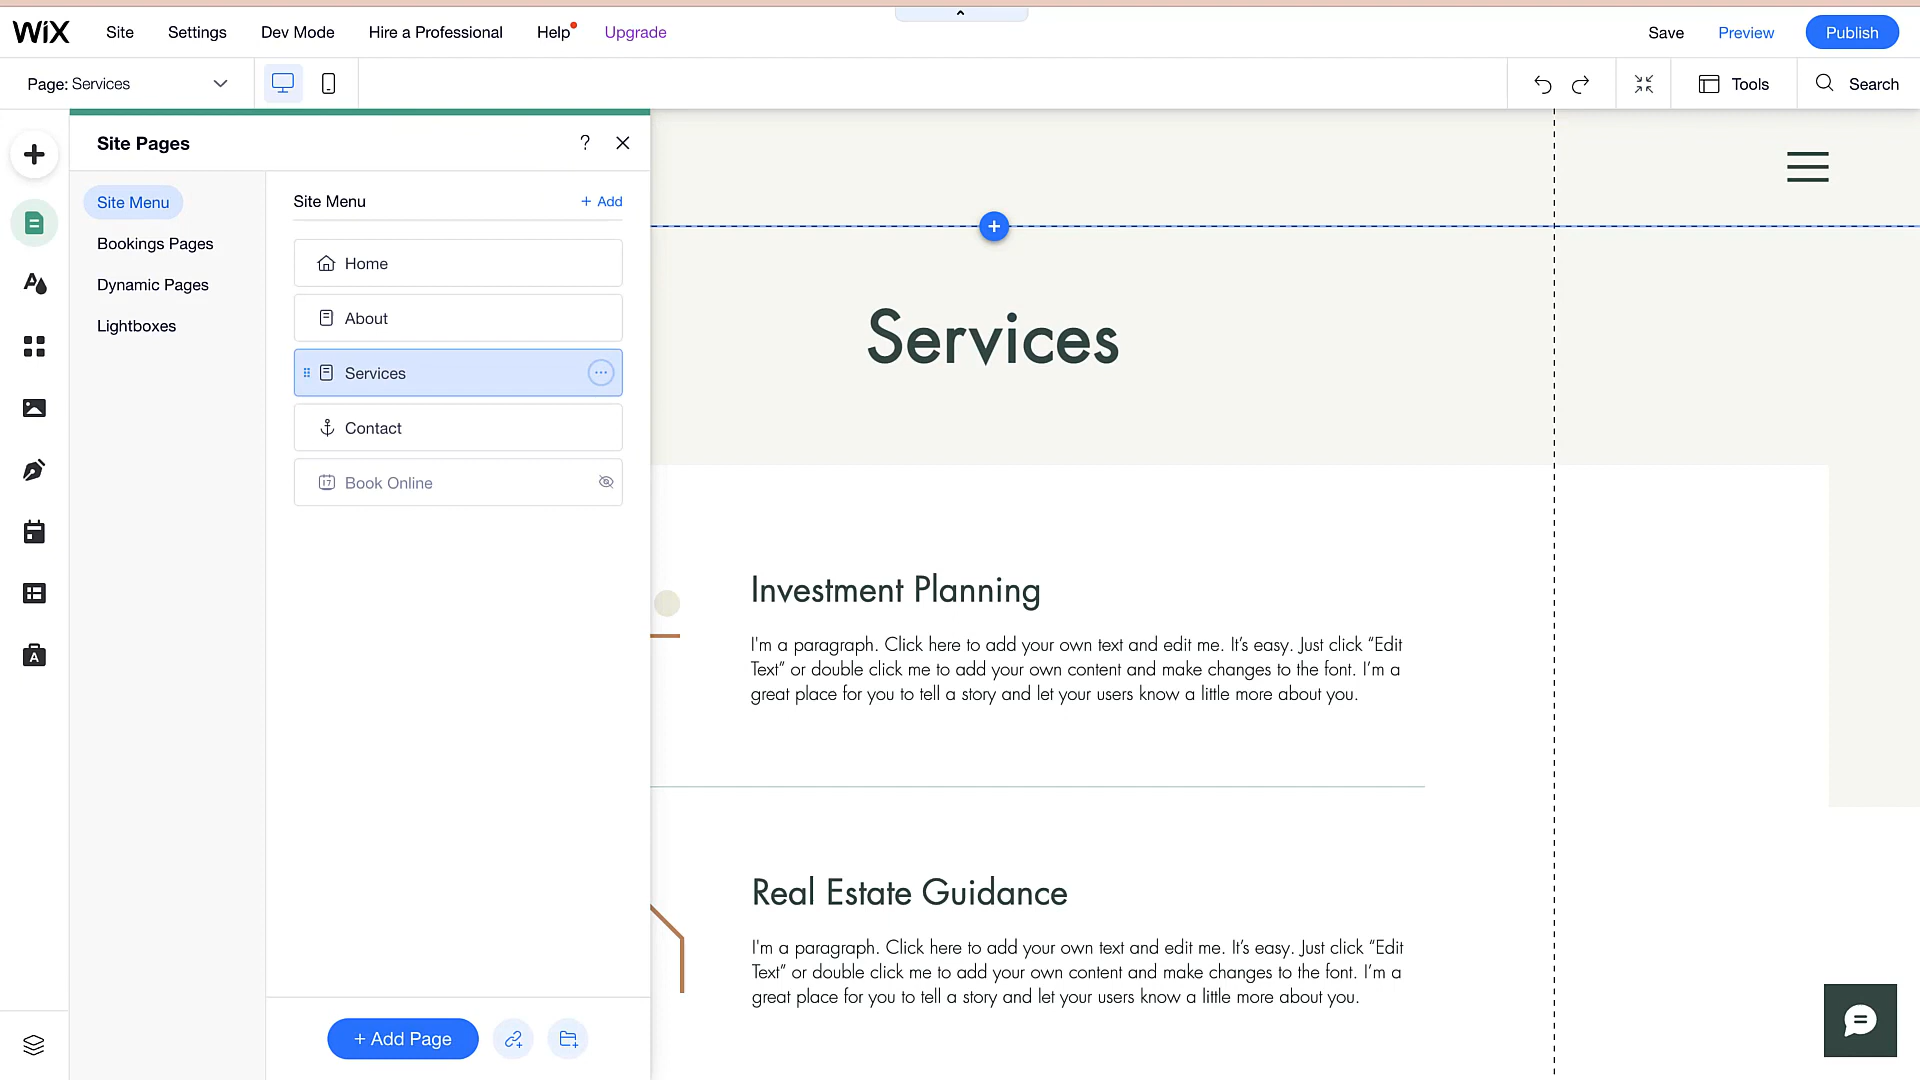 WiX Site Settings Dev Mode Hire a Professional Help Upgrade Save Preview Publish
Page: Services Tools Search
Site Pages ?
Site Menu
Bookings Pages
Dynamic Pages
Lightboxes
Site Menu + Add
Home
About
Services
Contact
17 Book Online
+ Add Page
Services
Investment Planning
I'm a paragraph. Click here to add your own text and edit me. It’s easy. Just click “Edit
Text” or double click me to add your own content and make changes to the font. I’m a
great place for you to tell a story and let your users know a little more about you.
Real Estate Guidance
I'm a paragraph. Click here to add your own text and edit me. It’s easy. Just click “Edit
Text” or double click me to add your own content and make changes to the font. I’m a
great place for you to tell a story and let your users know a little more about you.